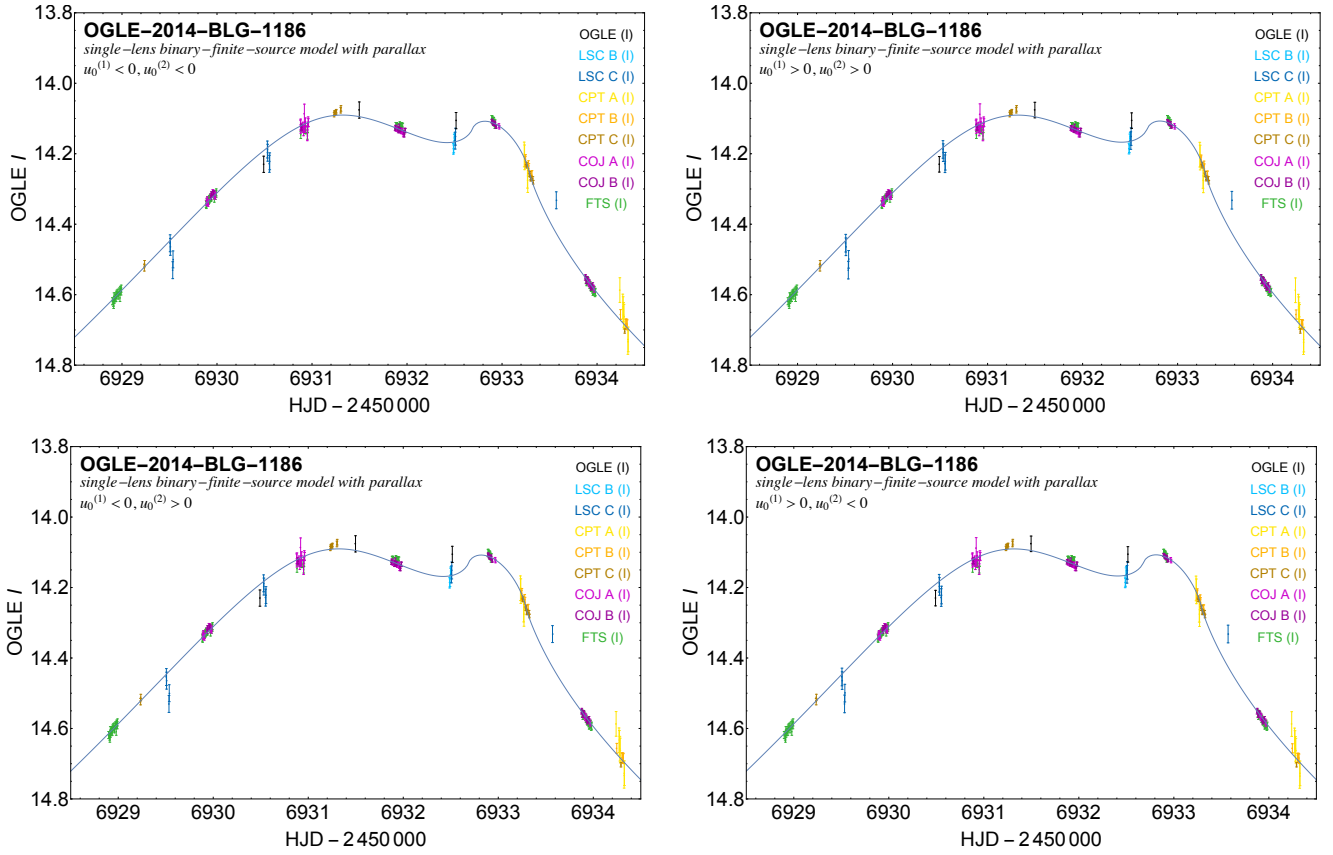 OGLE−2014−BLG−1186
single−lens binary−finite−source model with parallax
u₀⁽¹⁾ < 0, u₀⁽²⁾ < 0
OGLE (I)
LSC B (I)
LSC C (I)
CPT A (I)
CPT B (I)
CPT C (I)
COJ A (I)
COJ B (I)
FTS (I)
OGLE I
13.8
14.0
14.2
14.4
14.6
14.8
6929 6930 6931 6932 6933 6934
HJD − 2 450 000
OGLE−2014−BLG−1186
single−lens binary−finite−source model with parallax
u₀⁽¹⁾ > 0, u₀⁽²⁾ > 0
OGLE (I)
LSC B (I)
LSC C (I)
CPT A (I)
CPT B (I)
CPT C (I)
COJ A (I)
COJ B (I)
FTS (I)
OGLE I
13.8
14.0
14.2
14.4
14.6
14.8
6929 6930 6931 6932 6933 6934
HJD − 2 450 000
OGLE−2014−BLG−1186
single−lens binary−finite−source model with parallax
u₀⁽¹⁾ < 0, u₀⁽²⁾ > 0
OGLE (I)
LSC B (I)
LSC C (I)
CPT A (I)
CPT B (I)
CPT C (I)
COJ A (I)
COJ B (I)
FTS (I)
OGLE I
13.8
14.0
14.2
14.4
14.6
14.8
6929 6930 6931 6932 6933 6934
HJD − 2 450 000
OGLE−2014−BLG−1186
single−lens binary−finite−source model with parallax
u₀⁽¹⁾ > 0, u₀⁽²⁾ < 0
OGLE (I)
LSC B (I)
LSC C (I)
CPT A (I)
CPT B (I)
CPT C (I)
COJ A (I)
COJ B (I)
FTS (I)
OGLE I
13.8
14.0
14.2
14.4
14.6
14.8
6929 6930 6931 6932 6933 6934
HJD − 2 450 000